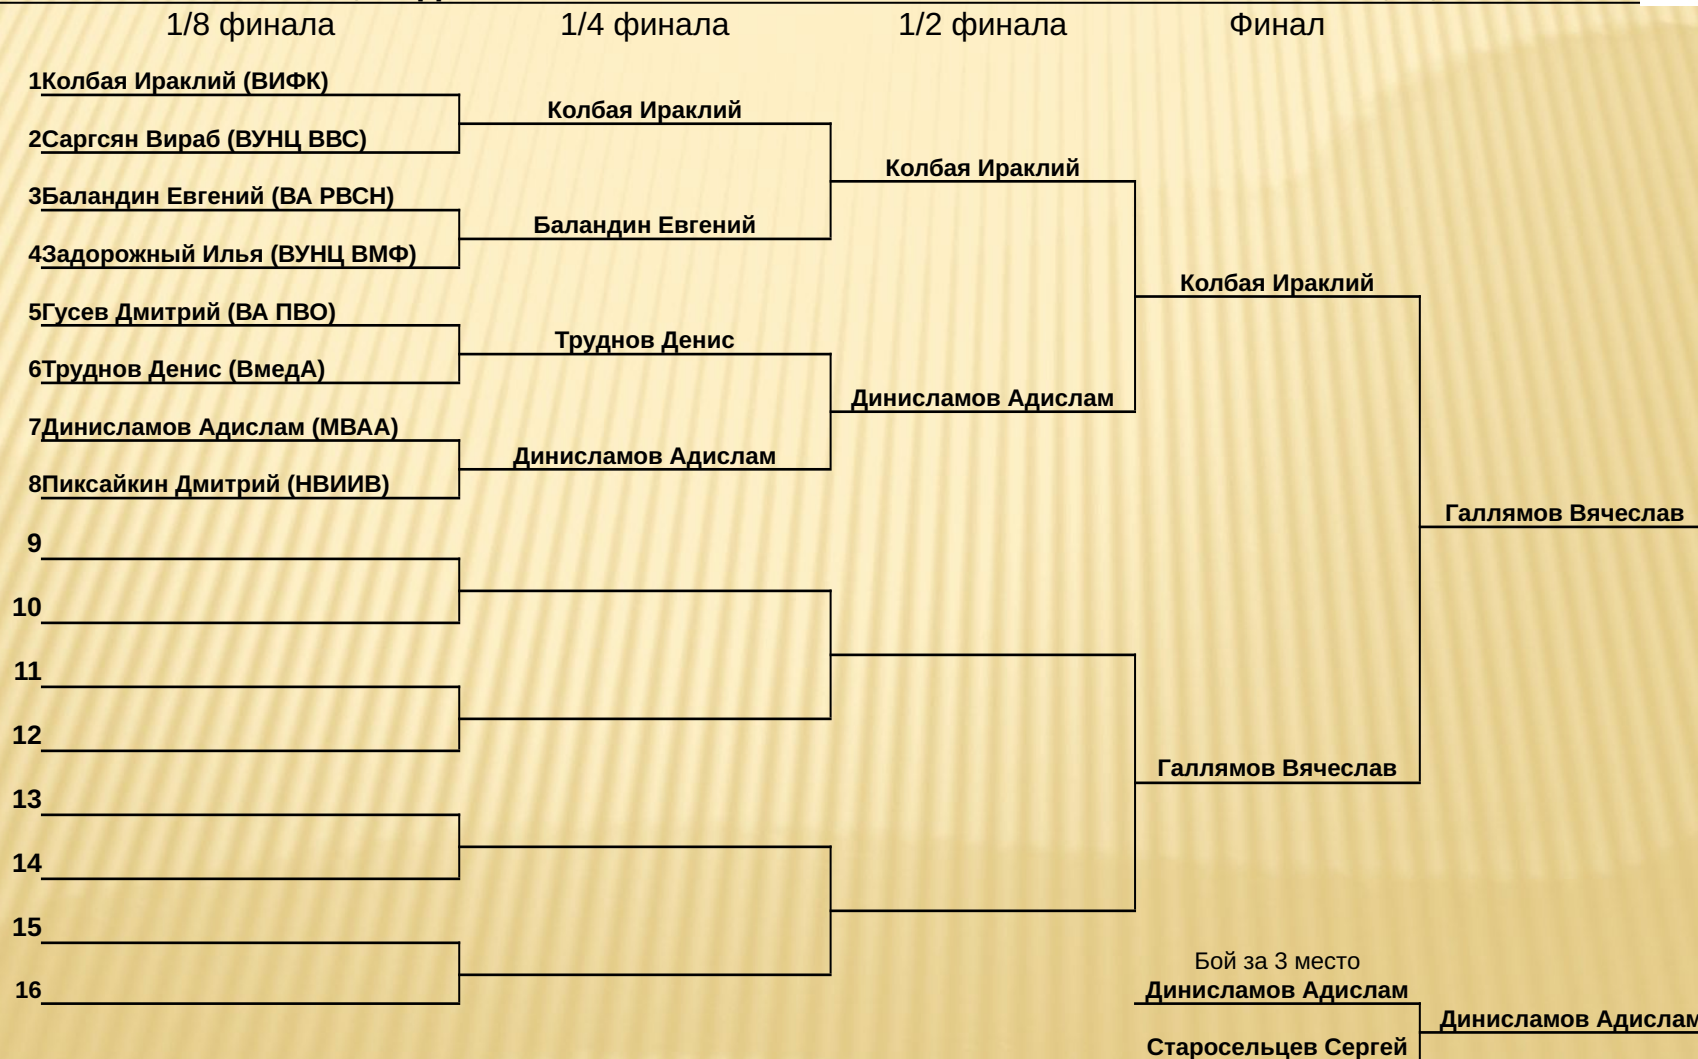 1/8 финала 1/4 финала 1/2 финала Финал
1Колбая Ираклий (ВИФК)
Колбая Ираклий
2Саргсян Вираб (ВУНЦ ВВС)
Колбая Ираклий
3Баландин Евгений (ВА РВСН)
Баландин Евгений
4Задорожный Илья (ВУНЦ ВМФ)
Колбая Ираклий
5Гусев Дмитрий (ВА ПВО)
Труднов Денис
6Труднов Денис (ВмедА)
Динисламов Адислам
7Динисламов Адислам (МВАА)
Динисламов Адислам
8Пиксайкин Дмитрий (НВИИВ)
Галлямов Вячеслав
9
10
11
12
Галлямов Вячеслав
13
14
15
Бой за 3 место
16 Динисламов Адислам
Динисламов Адислам
Старосельцев Сергей